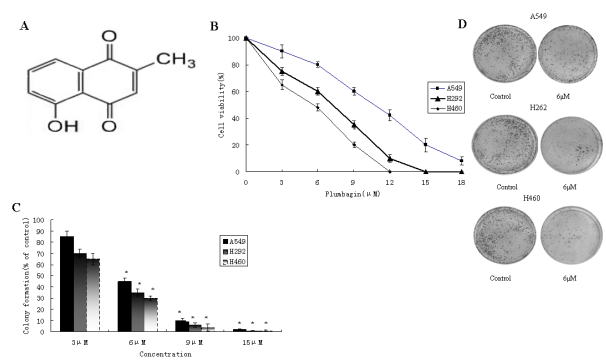 A
O
CH3
OH
O
B
Cell viability(%)
100
80
60
40
20
0
0 3 6 9 12 15 18
Plumbagin(μM)
A549
H292
H460
C
Colony formation(% of control)
100
90
80
70
60
50
40
30
20
10
0
* * *
* * *
* * *
3μM 6μM 9μM 15μM
Concentration
A549
H292
H460
D
A549
Control 6μM
H262
Control 6μM
H460
Control 6μM